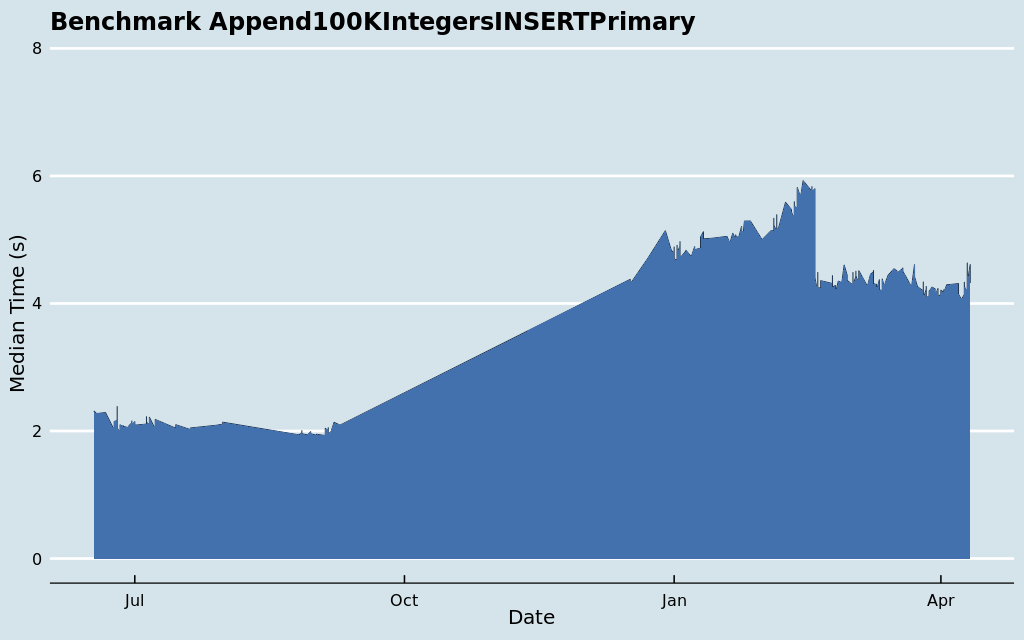 Benchmark Append100KIntegersINSERTPrimary
8
6
4
2
0
Median Time (s)
Jul
Oct
Jan
Apr
Date